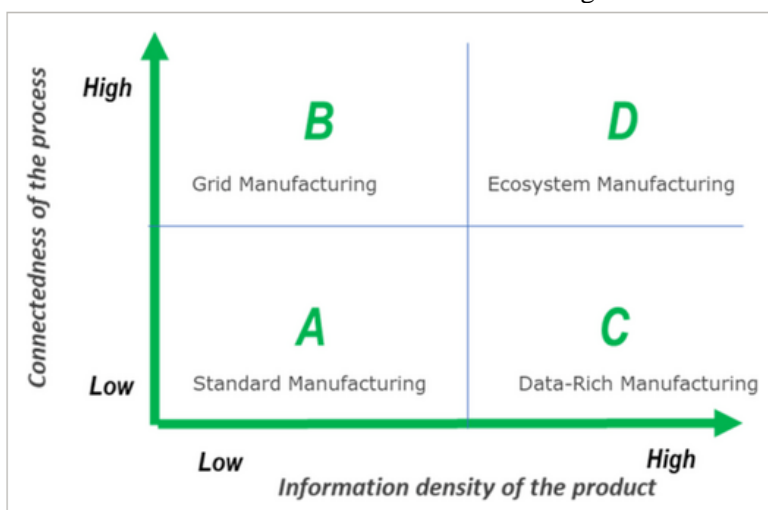 High
B
D
Grid Manufacturing
Ecosystem Manufacturing
Connectedness of the process
A
C
Low
Standard Manufacturing
Data-Rich Manufacturing
Low
High
Information density of the product